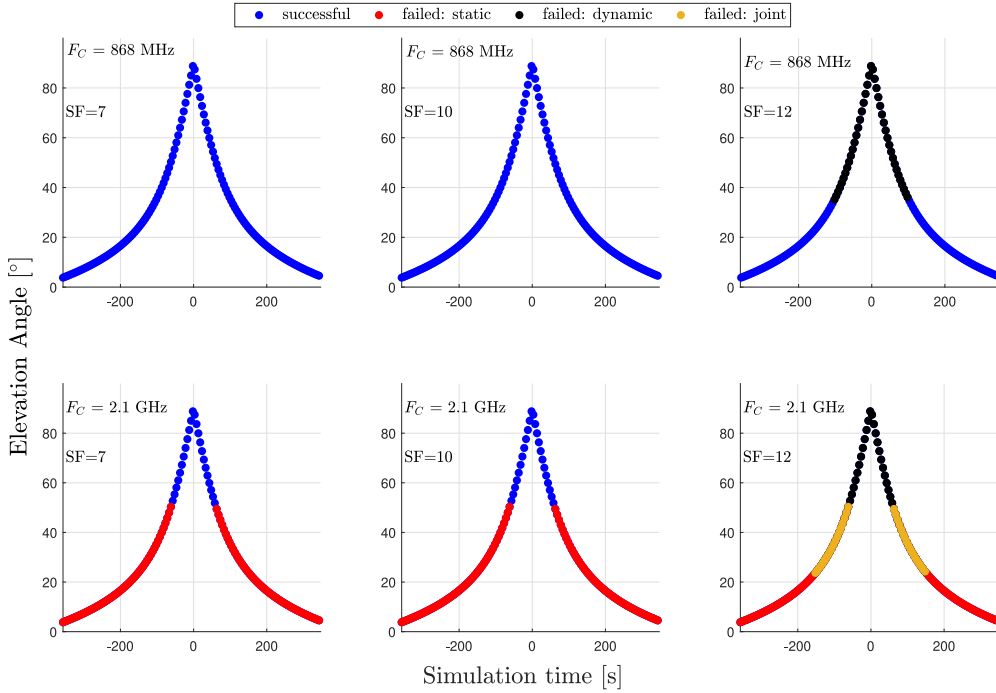 successful failed: static failed: dynamic failed: joint
Elevation Angle [°]
F_C = 868 MHz
SF=7
80
60
40
20
0
-200 0 200
F_C = 868 MHz
SF=10
80
60
40
20
0
-200 0 200
F_C = 868 MHz
SF=12
80
60
40
20
0
-200 0 200
F_C = 2.1 GHz
SF=7
80
60
40
20
0
-200 0 200
F_C = 2.1 GHz
SF=10
80
60
40
20
0
-200 0 200
F_C = 2.1 GHz
SF=12
80
60
40
20
0
-200 0 200
Simulation time [s]